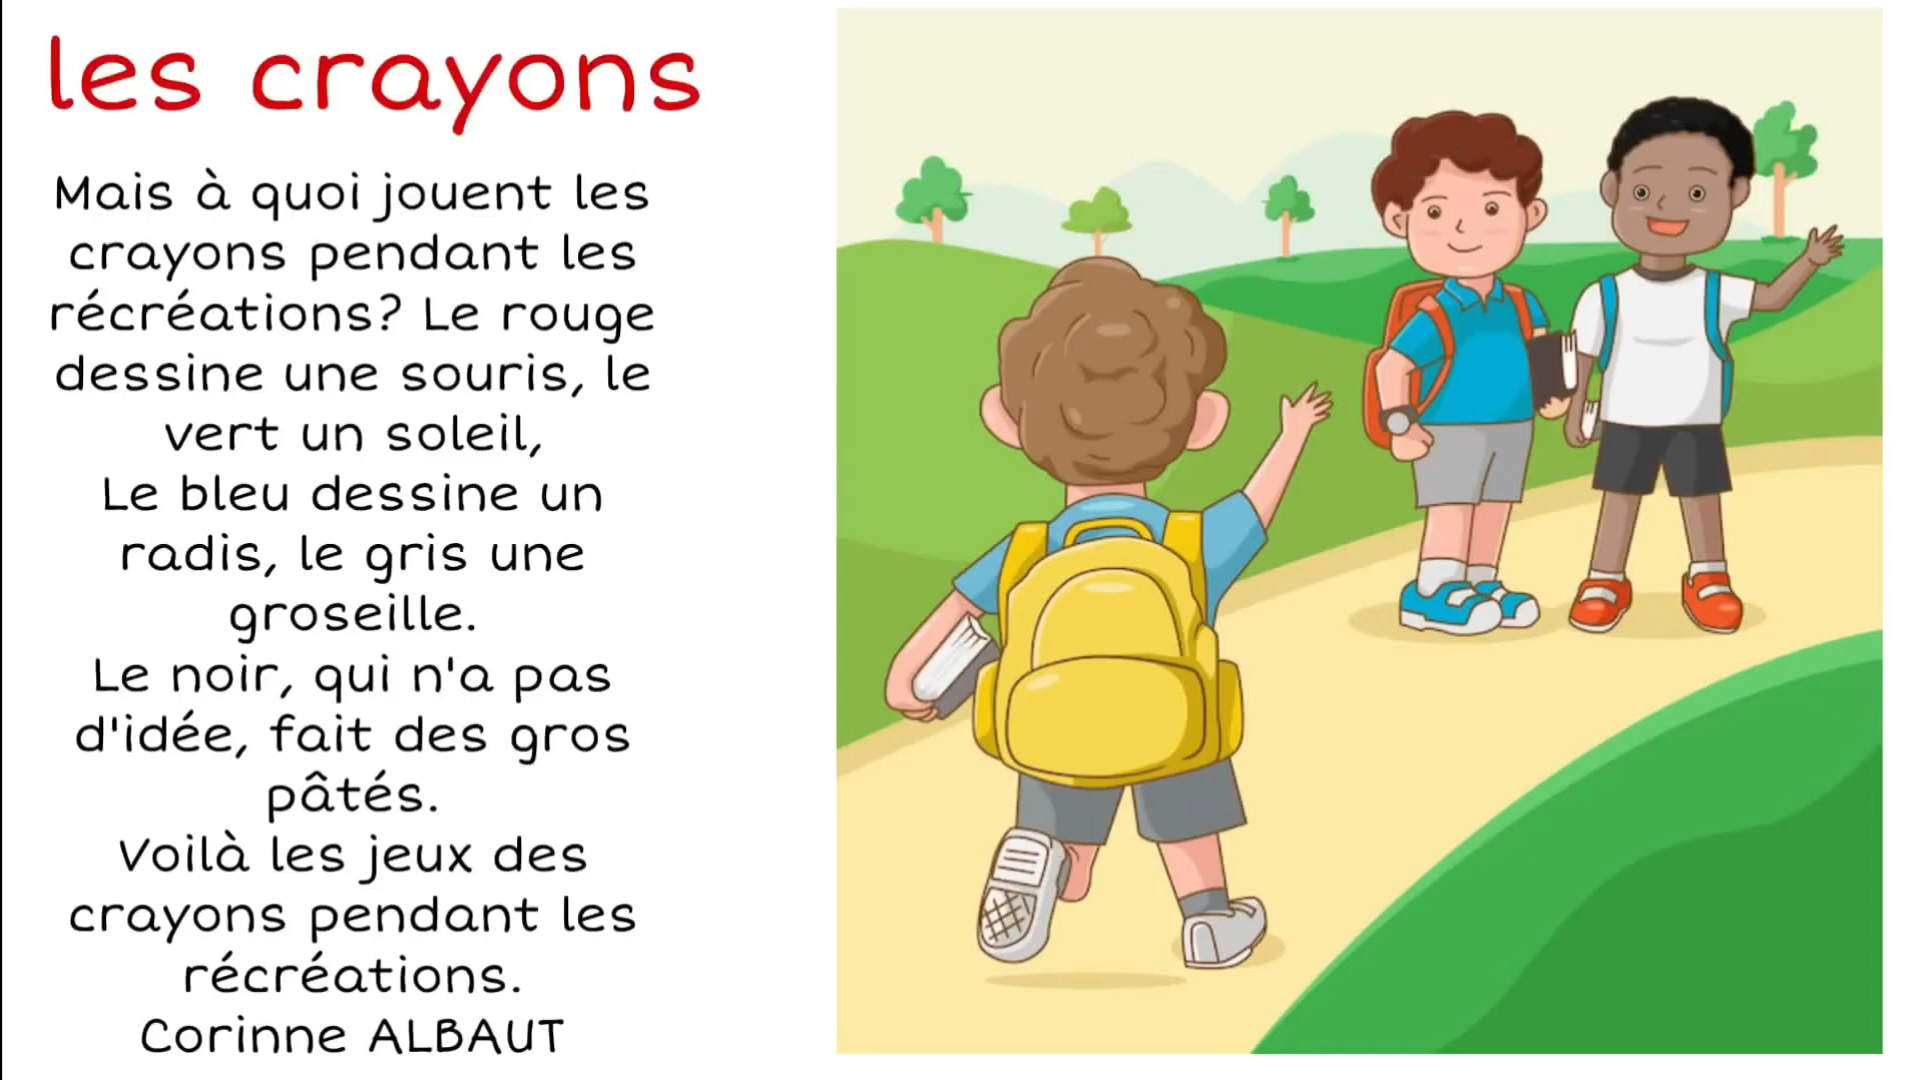 les crayons
Mais à quoi jouent les
crayons pendant les
récréations? Le rouge
dessine une souris, le
vert un soleil,
Le bleu dessine un
radis, le gris une
groseille.
Le noir, qui n'a pas
d'idée, fait des gros
pâtés.
Voilà les jeux des
crayons pendant les
récréations.
Corinne ALBAUT